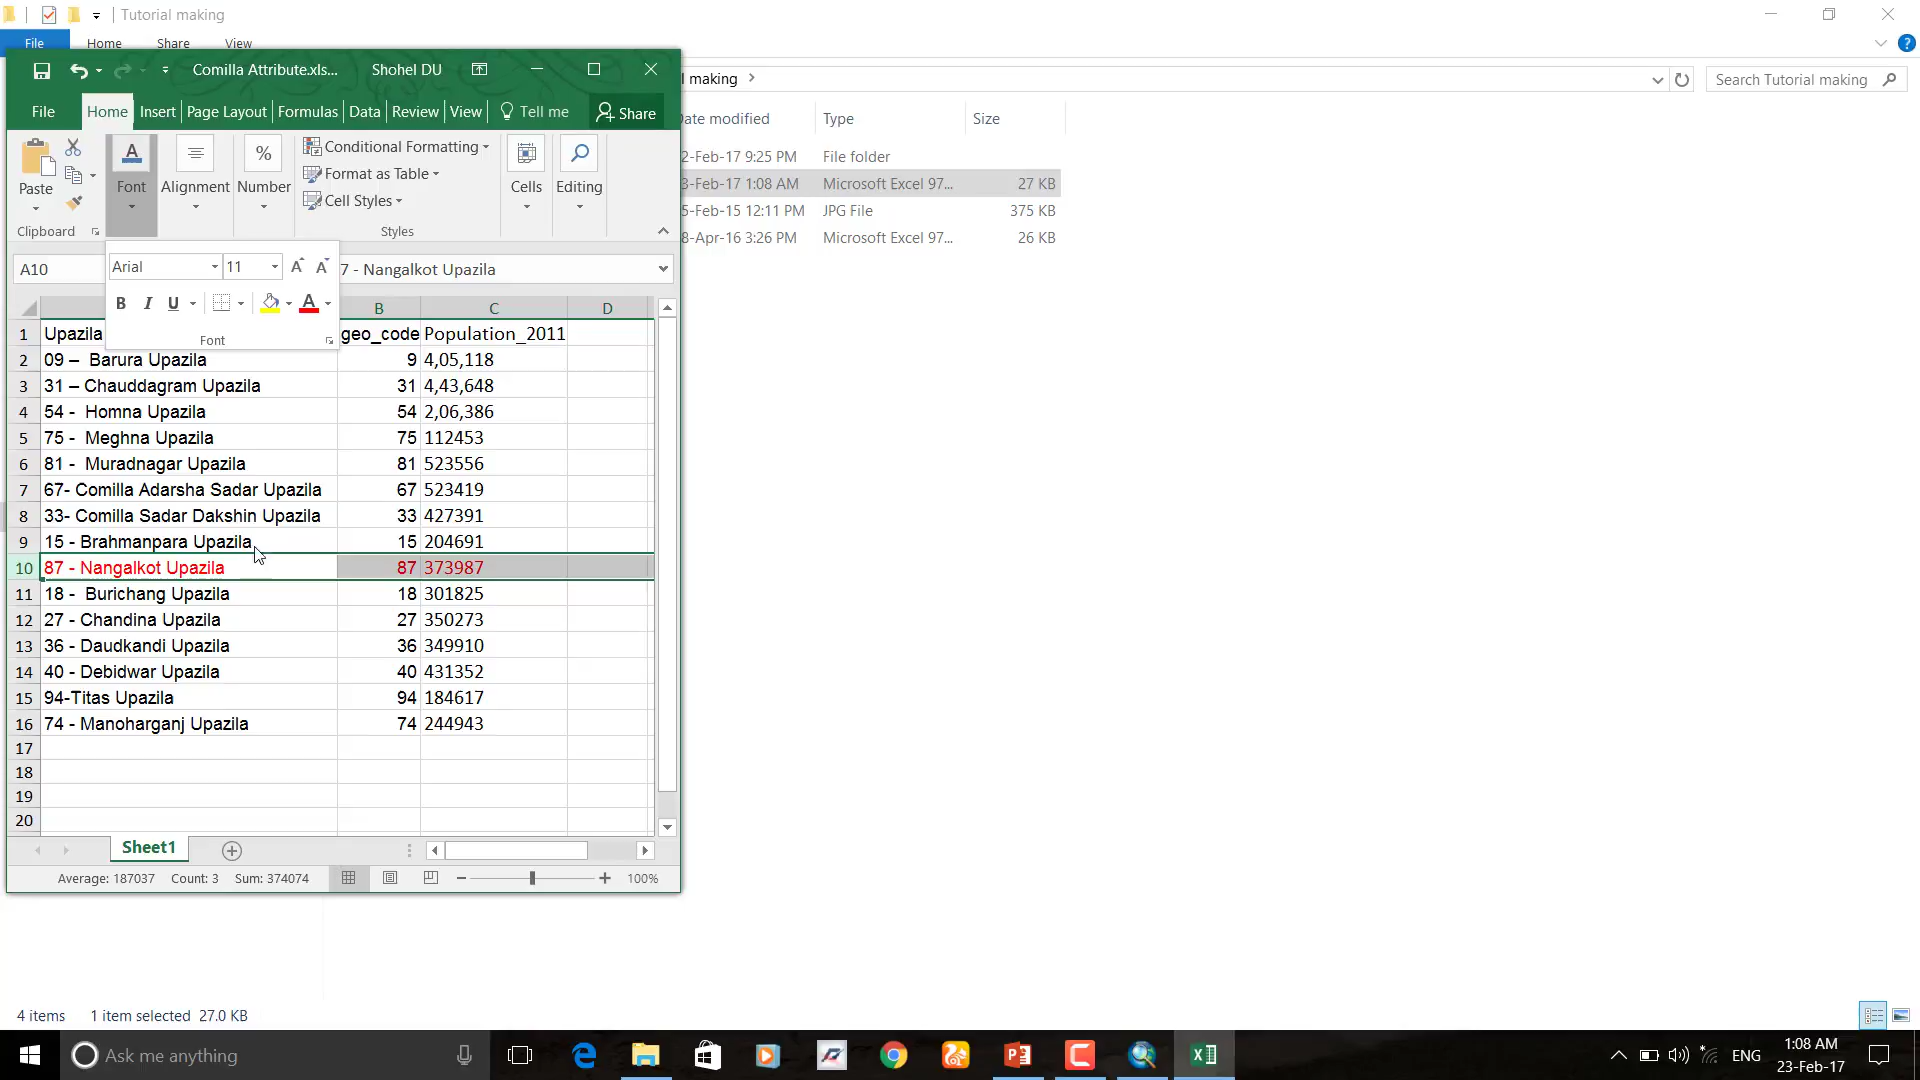 Tutorial making
File Home Share View
Comilla Attribute.xls... Shohel DU
l making
Search Tutorial making
File Home Insert Page Layout Formulas Data Review View Tell me Share
Date modified Type Size
Paste Font Alignment Number Conditional Formatting Format as Table Cell Styles Cells Editing
Clipboard Styles
2-Feb-17 9:25 PM File folder
3-Feb-17 1:08 AM Microsoft Excel 97... 27 KB
5-Feb-15 12:11 PM JPG File 375 KB
8-Apr-16 3:26 PM Microsoft Excel 97... 26 KB
A10 7 - Nangalkot Upazila
Arial 11
B I U A
Font
B C D
1 Upazila geo_code Population_2011
2 09 – Barura Upazila 9 4,05,118
3 31 – Chauddagram Upazila 31 4,43,648
4 54 - Homna Upazila 54 2,06,386
5 75 - Meghna Upazila 75 112453
6 81 - Muradnagar Upazila 81 523556
7 67- Comilla Adarsha Sadar Upazila 67 523419
8 33- Comilla Sadar Dakshin Upazila 33 427391
9 15 - Brahmanpara Upazila 15 204691
10 87 - Nangalkot Upazila 87 373987
11 18 - Burichang Upazila 18 301825
12 27 - Chandina Upazila 27 350273
13 36 - Daudkandi Upazila 36 349910
14 40 - Debidwar Upazila 40 431352
15 94-Titas Upazila 94 184617
16 74 - Manoharganj Upazila 74 244943
17
18
19
20
Sheet1
Average: 187037 Count: 3 Sum: 374074 100%
4 items 1 item selected 27.0 KB
Ask me anything
ENG 1:08 AM
23-Feb-17